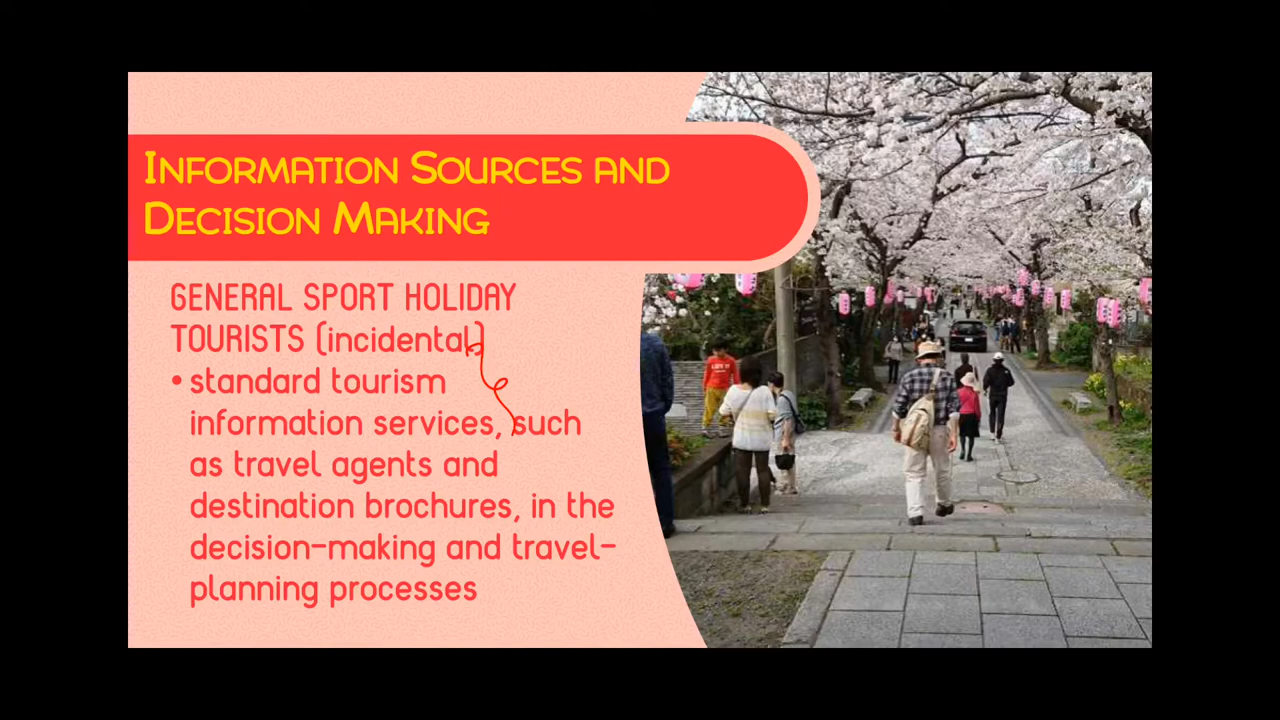 INFORMATION SOURCES AND
DECISION MAKING
GENERAL SPORT HOLIDAY
TOURISTS (incidental)
• standard tourism
information services, such
as travel agents and
destination brochures, in the
decision-making and travel-
planning processes